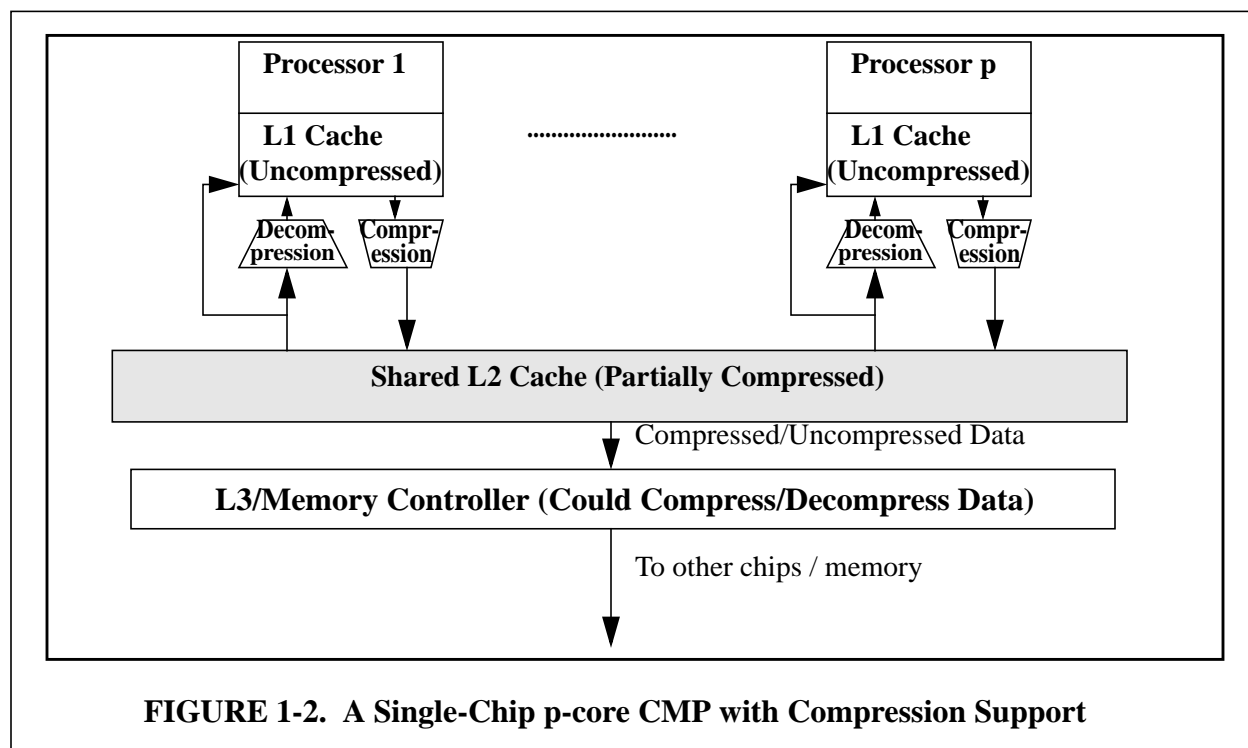 Processor 1
L1 Cache
(Uncompressed)
Decom-
pression
Compr-
ession
.........................
Processor p
L1 Cache
(Uncompressed)
Decom-
pression
Compr-
ession
Shared L2 Cache (Partially Compressed)
Compressed/Uncompressed Data
L3/Memory Controller (Could Compress/Decompress Data)
To other chips / memory
FIGURE 1-2. A Single-Chip p-core CMP with Compression Support